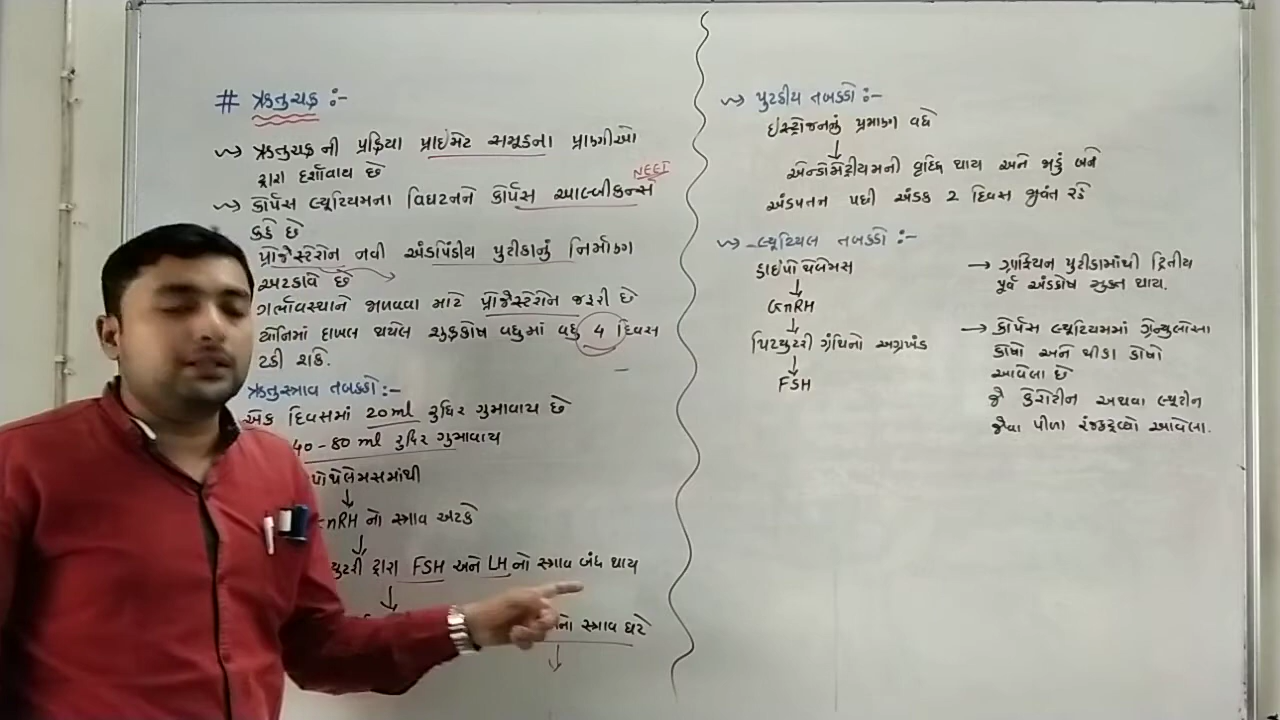 # ઋતુચક્ર :-
ઋતુચક્રની પ્રક્રિયા પ્રાઇમેટ સમૂહના પ્રાણીઓ
દ્વારા દર્શાવાય છે
NEET
કોર્પસ લ્યૂટિયમના વિઘટનને કોર્પસ આલ્બીકન્સ
કહે છે
પ્રોજેસ્ટેરોન નવી અંડપિંડીય પુટીકાનું નિર્માણ
અટકાવે છે
ગર્ભાવસ્થાને જાળવવા માટે પ્રોજેસ્ટેરોન જરૂરી છે
યોનિમાં દાખલ થયેલ શુક્રકોષ વધુમાં વધુ 4 દિવસ
ટકી શકે.
ઋતુસ્ત્રાવ તબક્કો :-
એક દિવસમાં 20ml રુધિર ગુમાવાય છે
40-80 ml રુધિર ગુમાવાય
પોથેલેમસમાંથી
↓
GnRH નો સ્ત્રાવ અટકે
↓
યુટરી દ્વારા FSH અને LH નો સ્ત્રાવ બંધ થાય
↓
નો સ્ત્રાવ ઘટે
↓
પુટકીય તબક્કો :-
ઇસ્ટ્રોજનનું પ્રમાણ વધે
↓
એન્ડોમેટ્રીયમની વૃદ્ધિ થાય અને જાડું બને
અંડપતન પછી અંડક 2 દિવસ જીવંત રહે
લ્યૂટિયલ તબક્કો :-
હાઇપોથેલેમસ
↓
GnRH
↓
પિટ્યુટરી ગ્રંથિનો અગ્રખંડ
↓
FSH
→ ગ્રાફિયન પુટીકામાંથી દ્વિતીય
પૂર્વ અંડકોષ મુક્ત થાય.
→ કોર્પસ લ્યૂટિયમમાં ગ્રેન્યુલોસા
કોષો અને થીકા કોષો
આવેલા છે
જે કેરોટીન અથવા લ્યૂટીન
જેવા પીળા રંજકદ્રવ્યો આવેલા.